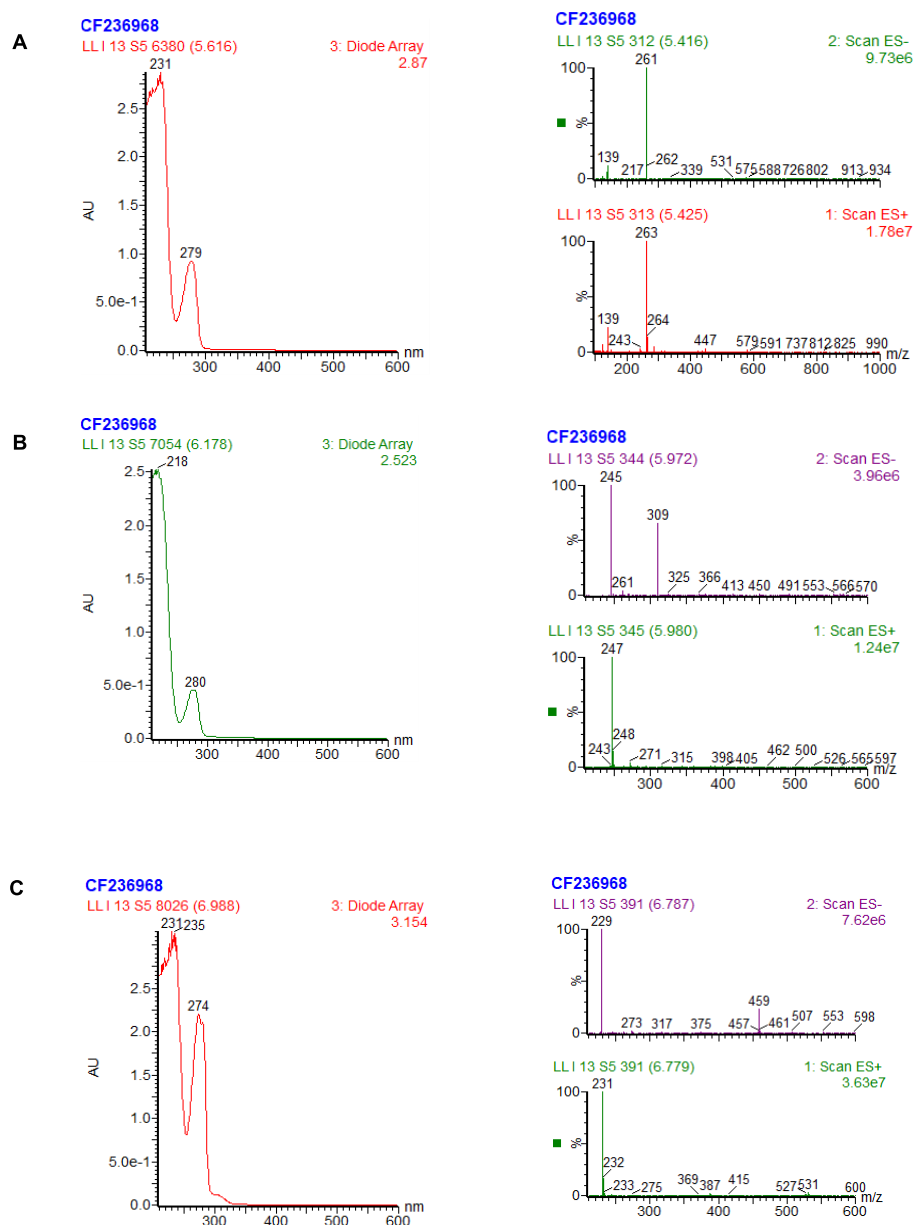 A
CF236968
LL I 13 S5 6380 (5.616)
3: Diode Array
2.87
231
279
AU
2.5
2.0
1.5
1.0
5.0e-1
0.0
300 400 500 600 nm
CF236968
LL I 13 S5 312 (5.416)
2: Scan ES-
9.73e6
261
100
%
0
139
217
262
339
531
575 588 726 802
913 934
LL I 13 S5 313 (5.425)
1: Scan ES+
1.78e7
263
100
%
0
139
243
264
447
579 591 737 812 825 990
m/z
200 400 600 800 1000
B
CF236968
LL I 13 S5 7054 (6.178)
3: Diode Array
2.523
218
280
AU
2.5
2.0
1.5
1.0
5.0e-1
0.0
300 400 500 600 nm
CF236968
LL I 13 S5 344 (5.972)
2: Scan ES-
3.96e6
245
309
100
%
0
261
325
366
413 450 491 553 566 570
LL I 13 S5 345 (5.980)
1: Scan ES+
1.24e7
247
100
%
0
243
248
271
315
398 405
462
500
526 565 597
m/z
300 400 500 600
C
CF236968
LL I 13 S5 8026 (6.988)
3: Diode Array
3.154
231 235
274
AU
3.0
2.5
2.0
1.5
1.0
5.0e-1
0.0
300 400 500 600 nm
CF236968
LL I 13 S5 391 (6.787)
2: Scan ES-
7.62e6
229
100
%
0
273 317 375
459
457 461
507
553
598
LL I 13 S5 391 (6.779)
1: Scan ES+
3.63e7
231
100
%
0
232
233 275
369 387
415
527 531
600
m/z
300 400 500 600